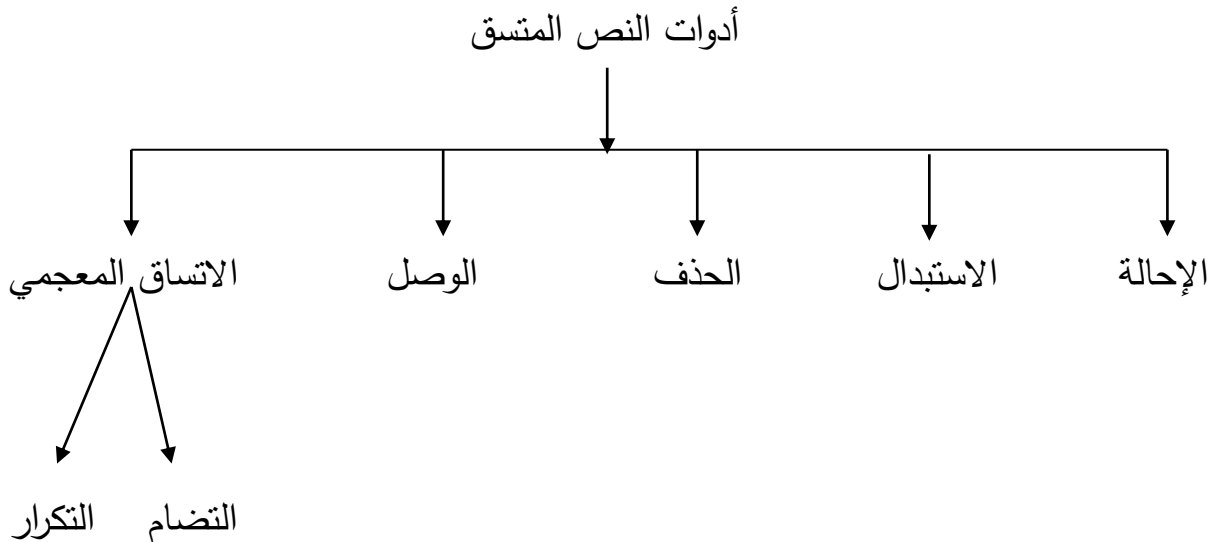 أدوات النص المتسق
الإحالة الاستبدال الحذف الوصل الاتساق المعجمي
التضام التكرار